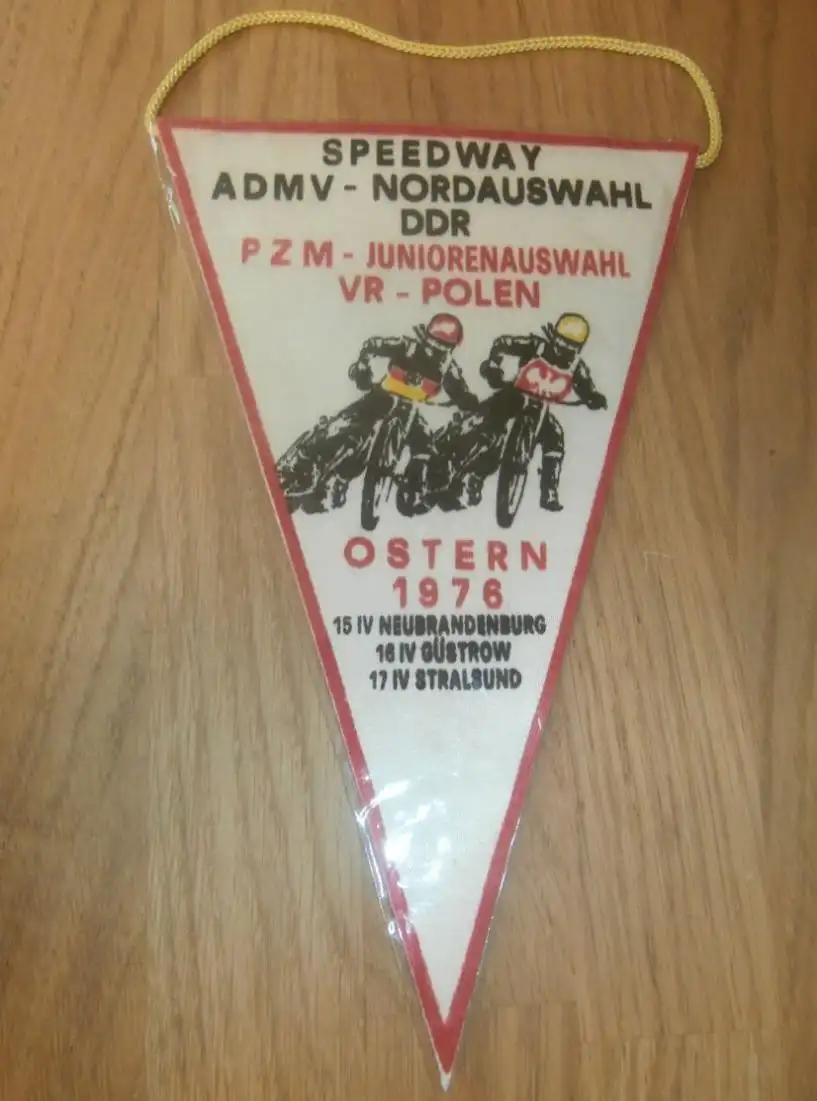 SPEEDWAY
ADMV - NORDAUSWAHL
DDR
PZM - JUNIORENAUSWAHL
VR - POLEN
OSTERN
1976
15 IV NEUBRANDENBURG
16 IV GÜSTROW
17 IV STRALSUND